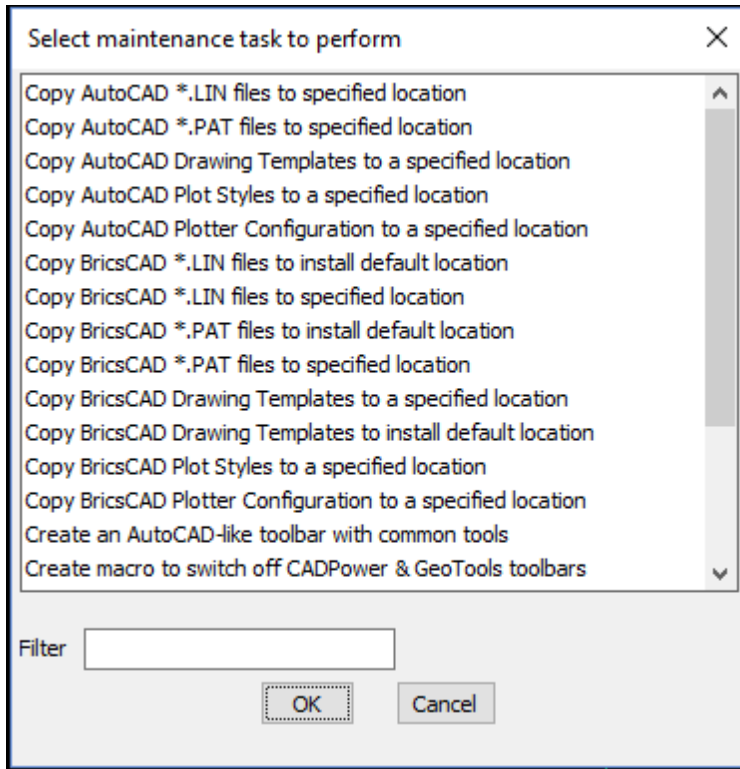 Select maintenance task to perform
Copy AutoCAD *.LIN files to specified location
Copy AutoCAD *.PAT files to specified location
Copy AutoCAD Drawing Templates to a specified location
Copy AutoCAD Plot Styles to a specified location
Copy AutoCAD Plotter Configuration to a specified location
Copy BricsCAD *.LIN files to install default location
Copy BricsCAD *.LIN files to specified location
Copy BricsCAD *.PAT files to install default location
Copy BricsCAD *.PAT files to specified location
Copy BricsCAD Drawing Templates to a specified location
Copy BricsCAD Drawing Templates to install default location
Copy BricsCAD Plot Styles to a specified location
Copy BricsCAD Plotter Configuration to a specified location
Create an AutoCAD-like toolbar with common tools
Create macro to switch off CADPower & GeoTools toolbars
Filter
OK Cancel